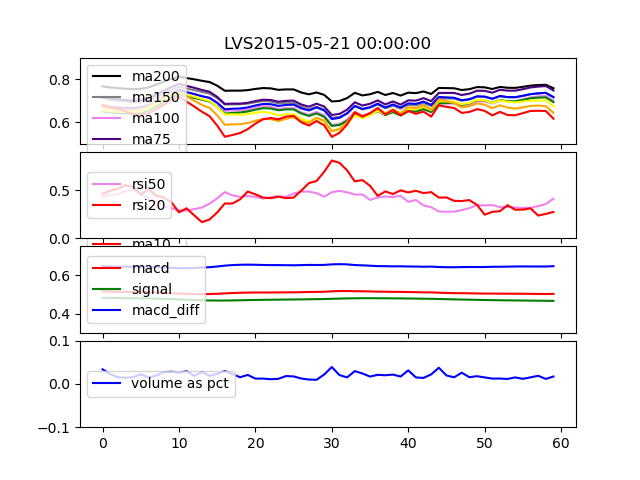 LVS2015-05-21 00:00:00
0.8
0.6
ma200
ma150
ma100
ma75
0.5
0.0
rsi50
rsi20
ma10
0.6
0.4
macd
signal
macd_diff
0.1
0.0
−0.1
volume as pct
0 10 20 30 40 50 60